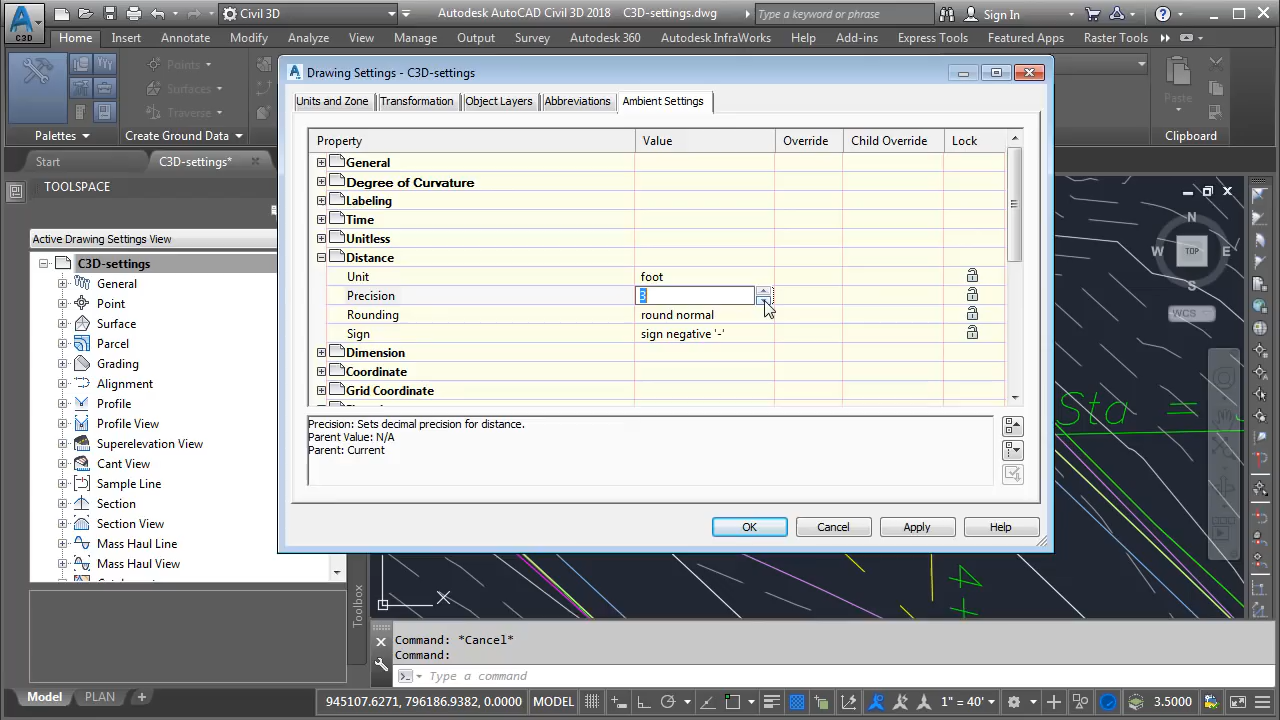 Civil 3D
Autodesk AutoCAD Civil 3D 2018 C3D-settings.dwg
Type a keyword or phrase
Sign In
C3D
Home Insert Annotate Modify Analyze View Manage Output Survey Autodesk 360 Autodesk InfraWorks Help Add-ins Express Tools Featured Apps Raster Tools
Points
Surface
Traverse
Palettes
Create Ground Data
Paste
Clipboard
Start
C3D-settings*
TOOLSPACE
Active Drawing Settings View
C3D-settings
General
Point
Surface
Parcel
Grading
Alignment
Profile
Profile View
Superelevation View
Cant View
Sample Line
Section
Section View
Mass Haul Line
Mass Haul View
Toolbox
Drawing Settings - C3D-settings
Units and Zone Transformation Object Layers Abbreviations Ambient Settings
Property Value Override Child Override Lock
General
Degree of Curvature
Labeling
Time
Unitless
Distance
Unit foot
Precision 3
Rounding round normal
Sign sign negative '-'
Dimension
Coordinate
Grid Coordinate
Precision: Sets decimal precision for distance.
Parent Value: N/A
Parent: Current
OK Cancel Apply Help
N
W TOP E
S
WCS
Sta =
4
Command: *Cancel*
Command:
Type a command
Model PLAN +
945107.6271, 796186.9392, 0.0000 MODEL
1" = 40'
3.5000